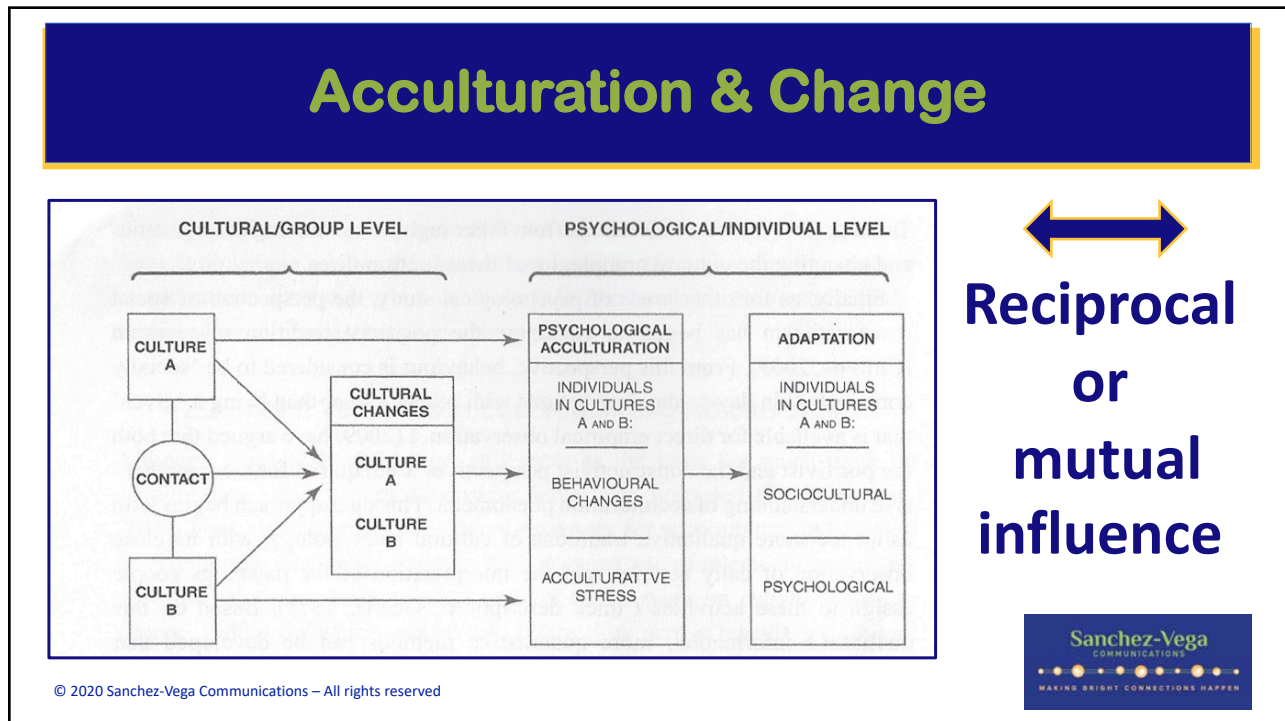 Acculturation & Change
CULTURAL/GROUP LEVEL
PSYCHOLOGICAL/INDIVIDUAL LEVEL
CULTURE
A
CONTACT
CULTURE
B
CULTURAL
CHANGES
CULTURE
A
CULTURE
B
PSYCHOLOGICAL
ACCULTURATION
INDIVIDUALS
IN CULTURES
A AND B:
BEHAVIOURAL
CHANGES
ACCULTURATTVE
STRESS
ADAPTATION
INDIVIDUALS
IN CULTURES
A AND B:
SOCIOCULTURAL
PSYCHOLOGICAL
Reciprocal
or
mutual
influence
Sanchez-Vega
COMMUNICATIONS
MAKING BRIGHT CONNECTIONS HAPPEN
© 2020 Sanchez-Vega Communications – All rights reserved